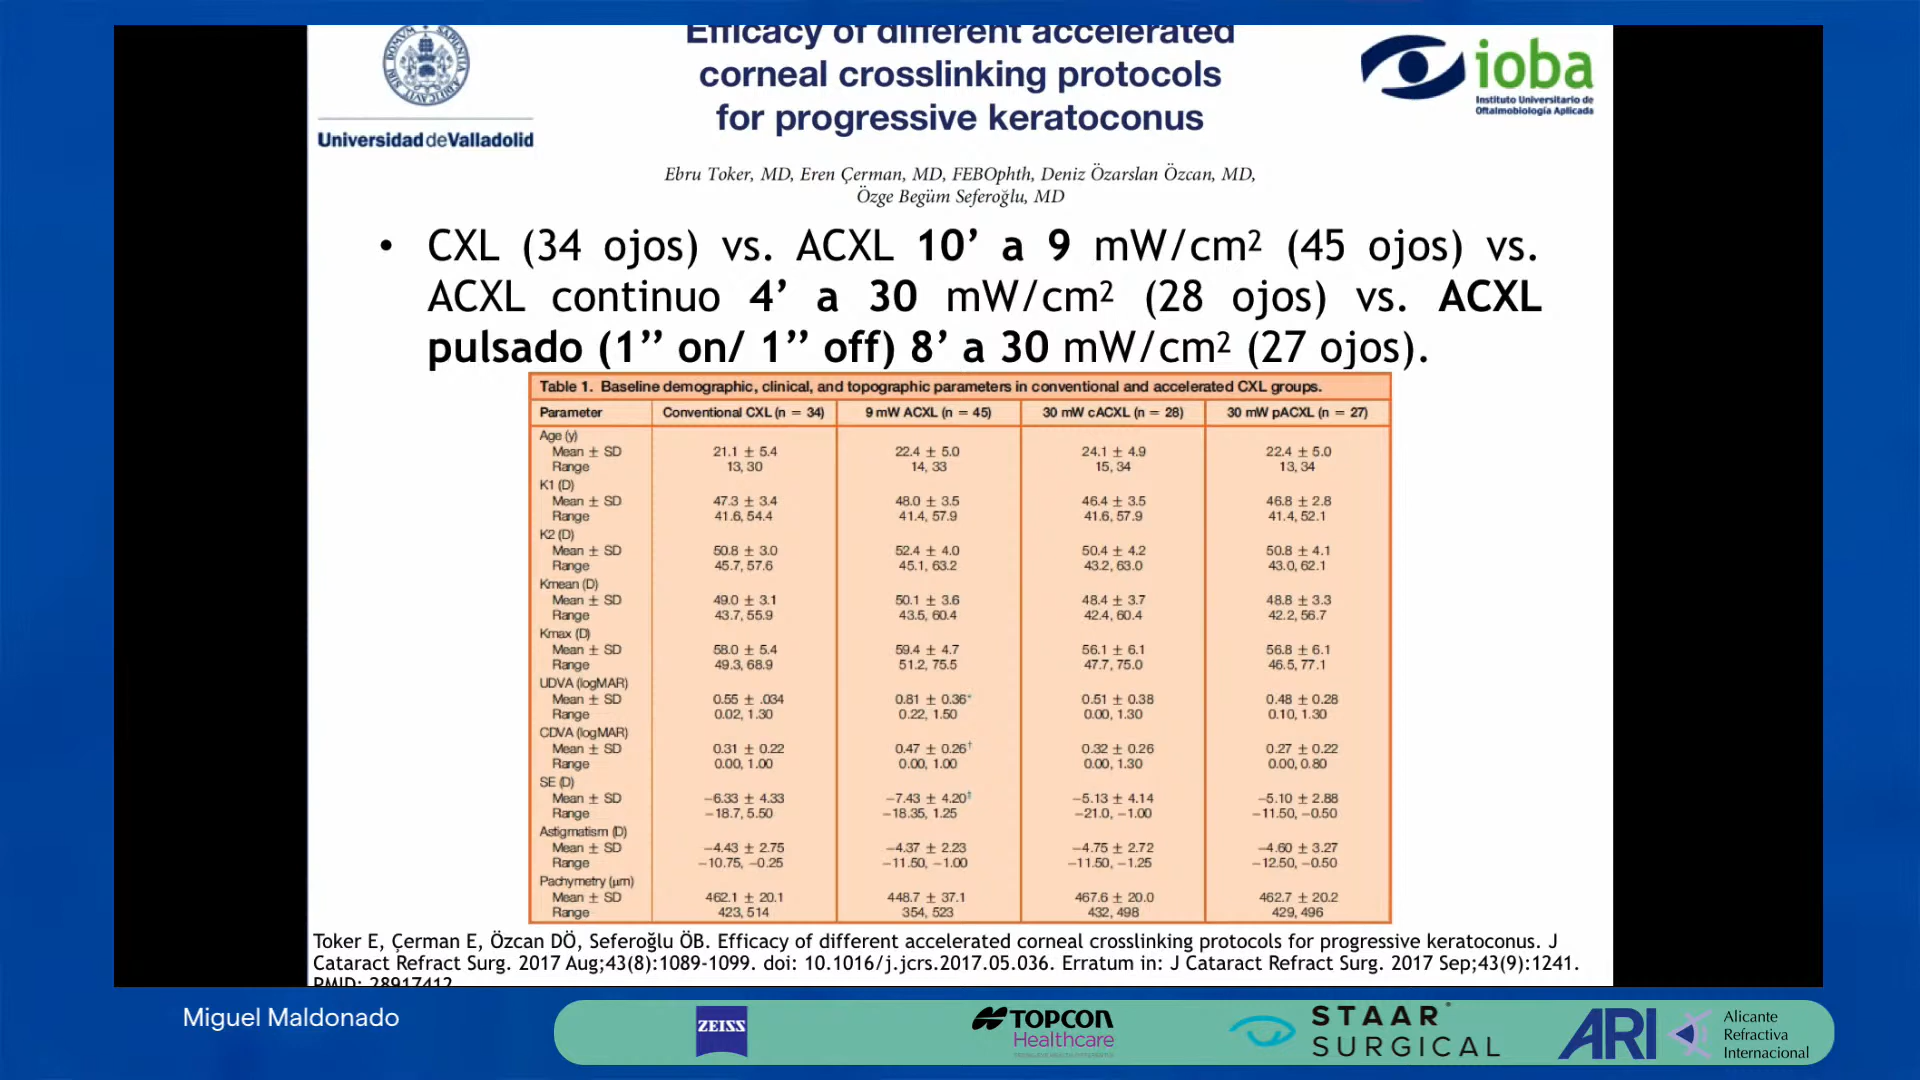 Efficacy of different accelerated
corneal crosslinking protocols
for progressive keratoconus
Universidad de Valladolid
ioba
Instituto Universitario de
Oftalmobiología Aplicada
Ebru Toker, MD, Eren Çerman, MD, FEBOphth, Deniz Özarslan Özcan, MD,
Özge Begüm Seferoğlu, MD
• CXL (34 ojos) vs. ACXL 10’ a 9 mW/cm² (45 ojos) vs.
ACXL continuo 4’ a 30 mW/cm² (28 ojos) vs. ACXL
pulsado (1’’ on/ 1’’ off) 8’ a 30 mW/cm² (27 ojos).
Table 1. Baseline demographic, clinical, and topographic parameters in conventional and accelerated CXL groups.
Parameter Conventional CXL (n = 34) 9 mW ACXL (n = 45) 30 mW cACXL (n = 28) 30 mW pACXL (n = 27)
Age (y)
Mean ± SD 21.1 ± 5.4 22.4 ± 5.0 24.1 ± 4.9 22.4 ± 5.0
Range 13, 30 14, 33 15, 34 13, 34
K1 (D)
Mean ± SD 47.3 ± 3.4 48.0 ± 3.5 46.4 ± 3.5 46.8 ± 2.8
Range 41.6, 54.4 41.4, 57.9 41.6, 57.9 41.4, 52.1
K2 (D)
Mean ± SD 50.8 ± 3.0 52.4 ± 4.0 50.4 ± 4.2 50.8 ± 4.1
Range 45.7, 57.6 45.1, 63.2 43.2, 63.0 43.0, 62.1
Kmean (D)
Mean ± SD 49.0 ± 3.1 50.1 ± 3.6 48.4 ± 3.7 48.8 ± 3.3
Range 43.7, 55.9 43.5, 60.4 42.4, 60.4 42.2, 56.7
Kmax (D)
Mean ± SD 58.0 ± 5.4 59.4 ± 4.7 56.1 ± 6.1 56.8 ± 6.1
Range 49.3, 68.9 51.2, 75.5 47.7, 75.0 46.5, 77.1
UDVA (logMAR)
Mean ± SD 0.55 ± .034 0.81 ± 0.36* 0.51 ± 0.38 0.48 ± 0.28
Range 0.02, 1.30 0.22, 1.50 0.00, 1.30 0.10, 1.30
CDVA (logMAR)
Mean ± SD 0.31 ± 0.22 0.47 ± 0.26† 0.32 ± 0.26 0.27 ± 0.22
Range 0.00, 1.00 0.00, 1.00 0.00, 1.30 0.00, 0.80
SE (D)
Mean ± SD −6.33 ± 4.33 −7.43 ± 4.20‡ −5.13 ± 4.14 −5.10 ± 2.88
Range −18.7, 5.50 −18.35, 1.25 −21.0, −1.00 −11.50, −0.50
Astigmatism (D)
Mean ± SD −4.43 ± 2.75 −4.37 ± 2.23 −4.75 ± 2.72 −4.60 ± 3.27
Range −10.75, −0.25 −11.50, −1.00 −11.50, −1.25 −12.50, −0.50
Pachymetry (μm)
Mean ± SD 462.1 ± 20.1 448.7 ± 37.1 467.6 ± 20.0 462.7 ± 20.2
Range 423, 514 354, 523 432, 498 429, 496
Toker E, Çerman E, Özcan DÖ, Seferoğlu ÖB. Efficacy of different accelerated corneal crosslinking protocols for progressive keratoconus. J
Cataract Refract Surg. 2017 Aug;43(8):1089-1099. doi: 10.1016/j.jcrs.2017.05.036. Erratum in: J Cataract Refract Surg. 2017 Sep;43(9):1241.
PMID: 28917412
Miguel Maldonado
ZEISS
TOPCON
Healthcare
STAAR
SURGICAL
ARI
Alicante
Refractiva
Internacional